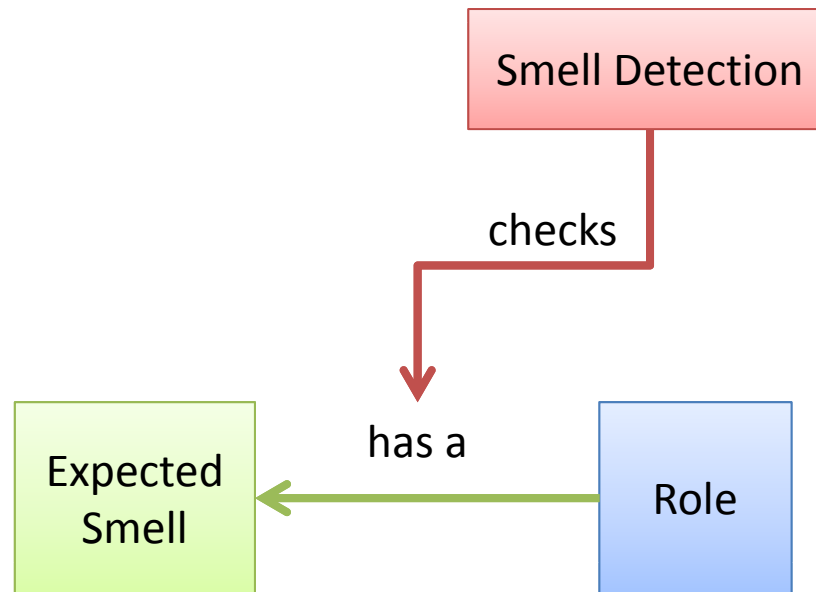 Smell Detection
checks
has a
Expected
Smell
Role